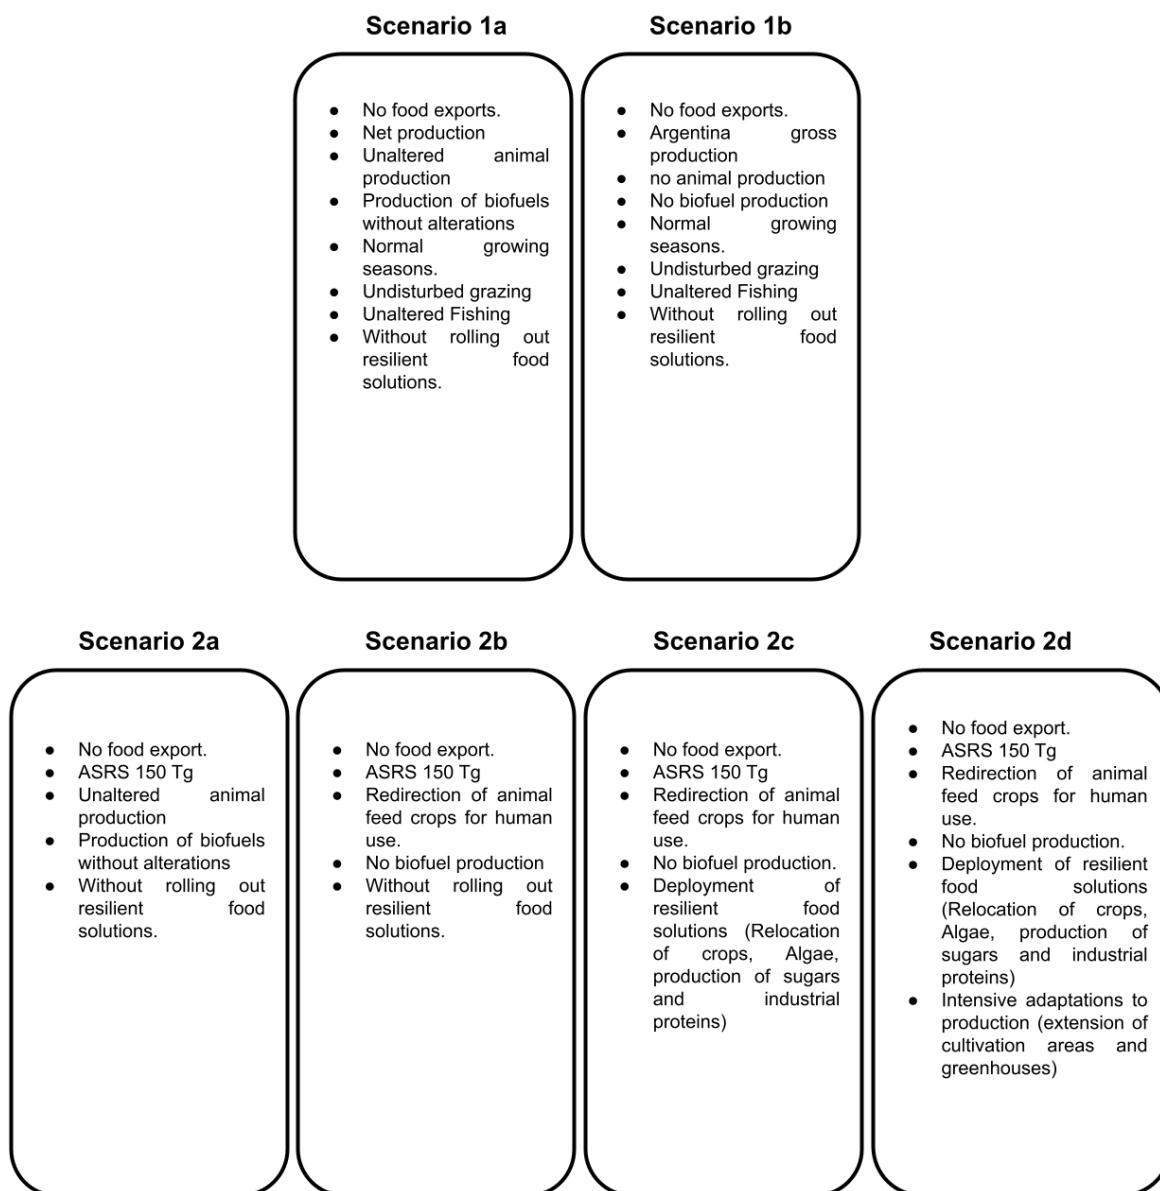 Scenario 1a
● No food exports.
● Net production
● Unaltered animal
production
● Production of biofuels
without alterations
● Normal growing
seasons.
● Undisturbed grazing
● Unaltered Fishing
● Without rolling out
resilient food
solutions.
Scenario 1b
● No food exports.
● Argentina gross
production
● no animal production
● No biofuel production
● Normal growing
seasons.
● Undisturbed grazing
● Unaltered Fishing
● Without rolling out
resilient food
solutions.
Scenario 2a
● No food export.
● ASRS 150 Tg
● Unaltered animal
production
● Production of biofuels
without alterations
● Without rolling out
resilient food
solutions.
Scenario 2b
● No food export.
● ASRS 150 Tg
● Redirection of animal
feed crops for human
use.
● No biofuel production
● Without rolling out
resilient food
solutions.
Scenario 2c
● No food export.
● ASRS 150 Tg
● Redirection of animal
feed crops for human
use.
● No biofuel production.
● Deployment of
resilient food
solutions (Relocation
of crops, Algae,
production of sugars
and industrial
proteins)
Scenario 2d
● No food export.
● ASRS 150 Tg
● Redirection of animal
feed crops for human
use.
● No biofuel production.
● Deployment of resilient
food solutions
(Relocation of crops,
Algae, production of
sugars and industrial
proteins)
● Intensive adaptations to
production (extension of
cultivation areas and
greenhouses)